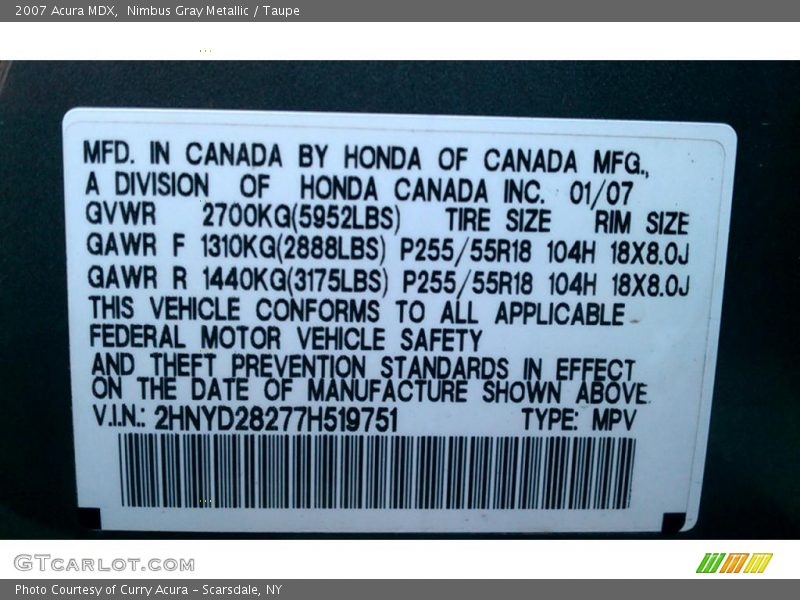 2007 Acura MDX,  Nimbus Gray Metallic / Taupe
MFD. IN CANADA BY HONDA OF CANADA MFG.,
A DIVISION OF HONDA CANADA INC. 01/07
GVWR 2700KG(5952LBS) TIRE SIZE RIM SIZE
GAWR F 1310KG(2888LBS) P255/55R18 104H 18X8.0J
GAWR R 1440KG(3175LBS) P255/55R18 104H 18X8.0J
THIS VEHICLE CONFORMS TO ALL APPLICABLE
FEDERAL MOTOR VEHICLE SAFETY
AND THEFT PREVENTION STANDARDS IN EFFECT
ON THE DATE OF MANUFACTURE SHOWN ABOVE.
V.I.N.: 2HNYD28277H519751 TYPE: MPV
GTCARLOT.COM
Photo Courtesy of Curry Acura - Scarsdale, NY